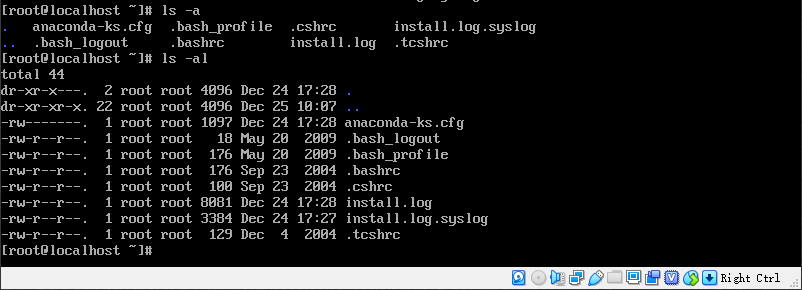 [root@localhost ~]# ls -a
.   anaconda-ks.cfg  .bash_profile  .cshrc       install.log.syslog
..  .bash_logout     .bashrc        install.log  .tcshrc
[root@localhost ~]# ls -al
total 44
dr-xr-x---.  2 root root 4096 Dec 24 17:28 .
dr-xr-xr-x. 22 root root 4096 Dec 25 10:07 ..
-rw-------.  1 root root 1097 Dec 24 17:28 anaconda-ks.cfg
-rw-r--r--.  1 root root   18 May 20  2009 .bash_logout
-rw-r--r--.  1 root root  176 May 20  2009 .bash_profile
-rw-r--r--.  1 root root  176 Sep 23  2004 .bashrc
-rw-r--r--.  1 root root  100 Sep 23  2004 .cshrc
-rw-r--r--.  1 root root 8081 Dec 24 17:28 install.log
-rw-r--r--.  1 root root 3384 Dec 24 17:27 install.log.syslog
-rw-r--r--.  1 root root  129 Dec  4  2004 .tcshrc
[root@localhost ~]#
Right Ctrl